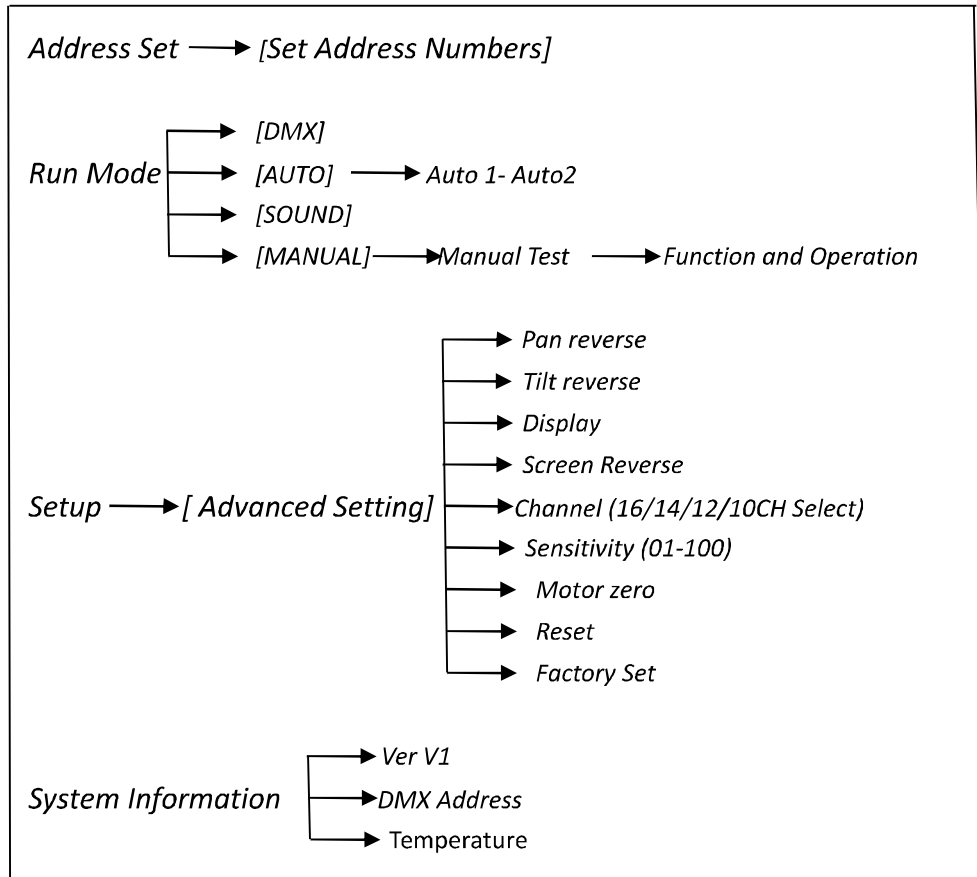 Address Set [Set Address Numbers]
[DMX]
Run Mode [AUTO] Auto 1- Auto2
[SOUND]
[MANUAL] Manual Test Function and Operation
Pan reverse
Tilt reverse
Display
Screen Reverse
Setup [ Advanced Setting] Channel (16/14/12/10CH Select)
Sensitivity (01-100)
Motor zero
Reset
Factory Set
Ver V1
System Information DMX Address
Temperature